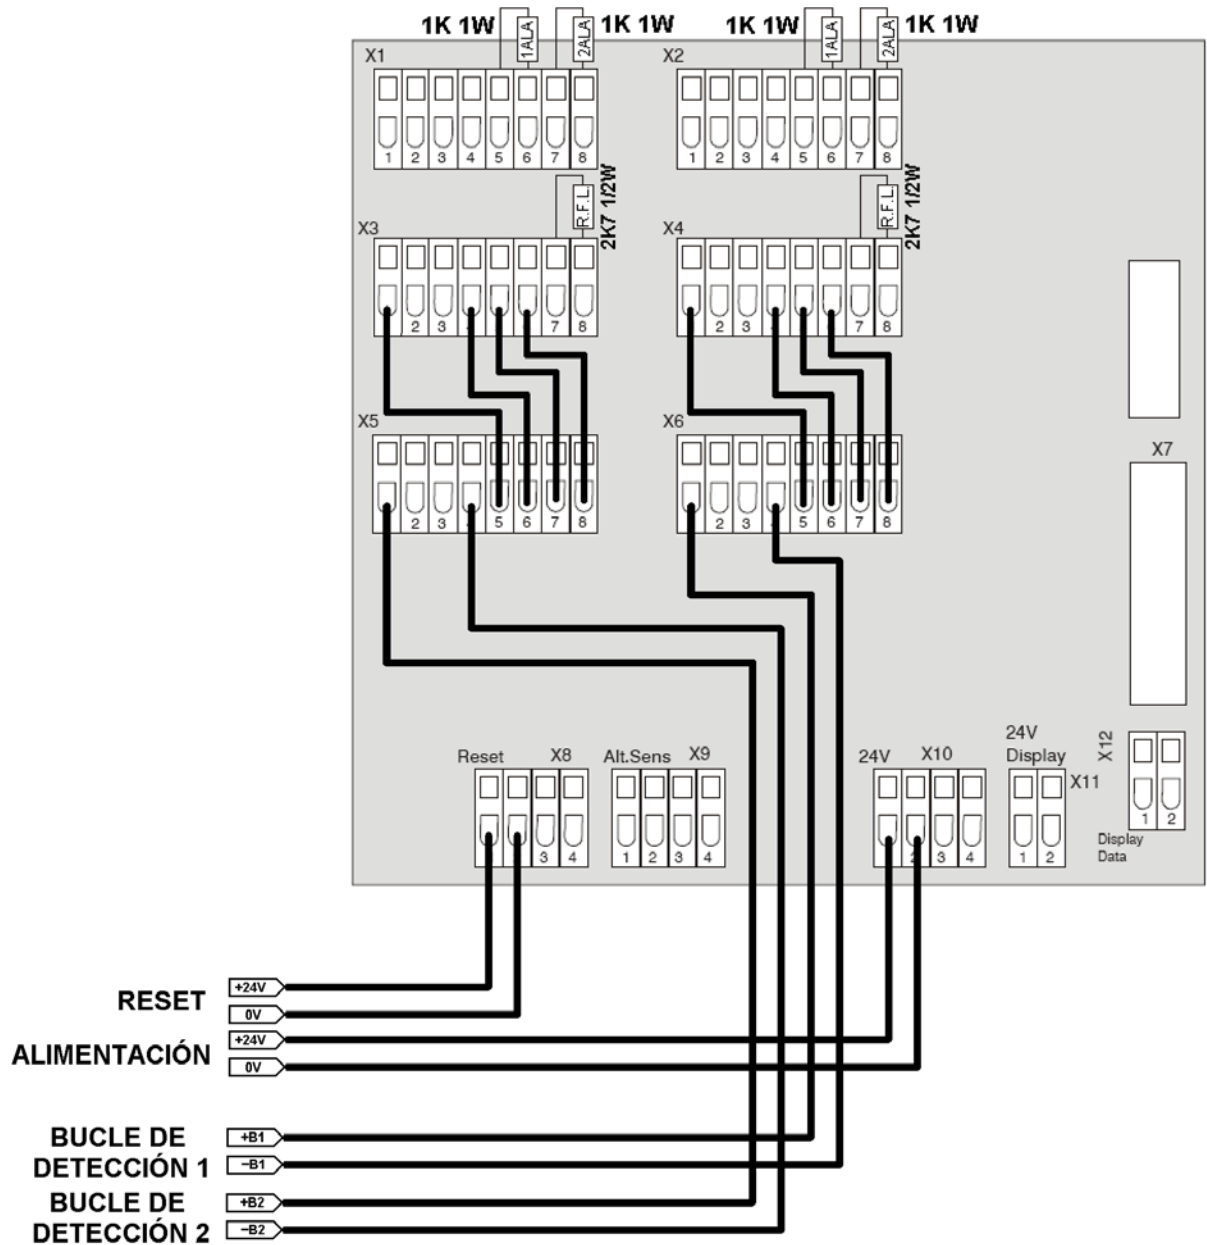 1K 1W 1ALA 2ALA 1K 1W 1K 1W 1ALA 2ALA 1K 1W
X1 X2
1 2 3 4 5 6 7 8 1 2 3 4 5 6 7 8
R.F.L. 2K7 1/2W R.F.L. 2K7 1/2W
X3 X4
2 3 7 8 2 3 7 8
X5 X6 X7
2 3 5 6 7 8 2 3 5 6 7 8
Reset X8 Alt.Sens X9 24V X10 24V
Display
X11 X12
3 4 1 2 3 4 2 3 4 1 2 1 2
Display
Data
RESET
+24V
0V
ALIMENTACIÓN
+24V
0V
BUCLE DE
DETECCIÓN 1
+B1
−B1
BUCLE DE
DETECCIÓN 2
+B2
−B2